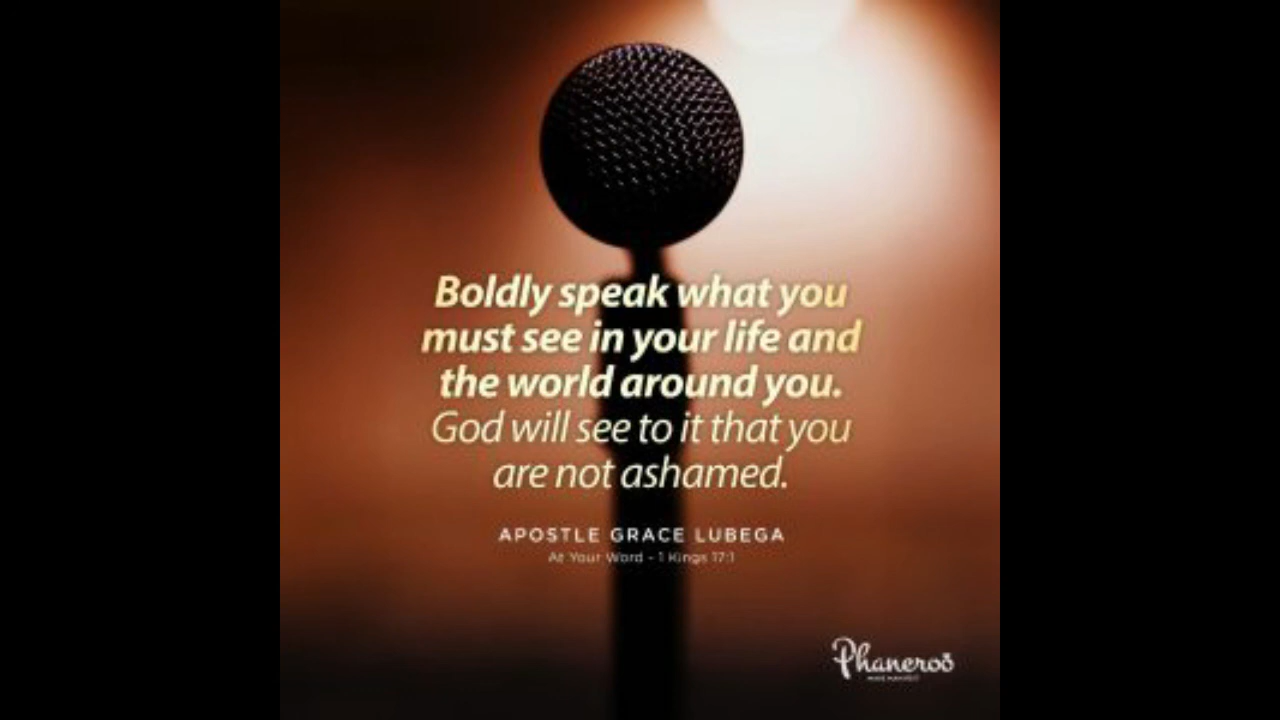 Boldly speak what you
must see in your life and
the world around you.
God will see to it that you
are not ashamed.
APOSTLE GRACE LUBEGA
At Your Word - 1 Kings 17:1
Phaneroo